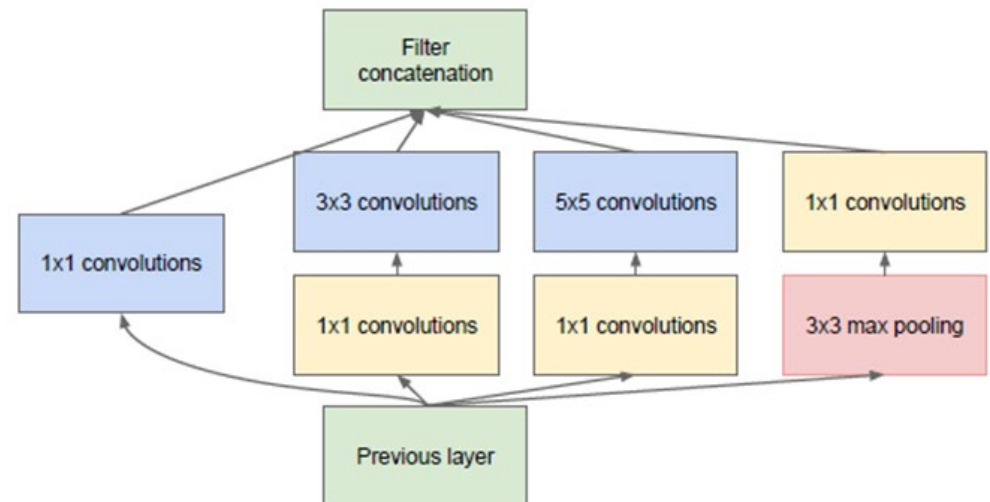 Filter
concatenation
3x3 convolutions
5x5 convolutions
1x1 convolutions
1x1 convolutions
1x1 convolutions
1x1 convolutions
3x3 max pooling
Previous layer